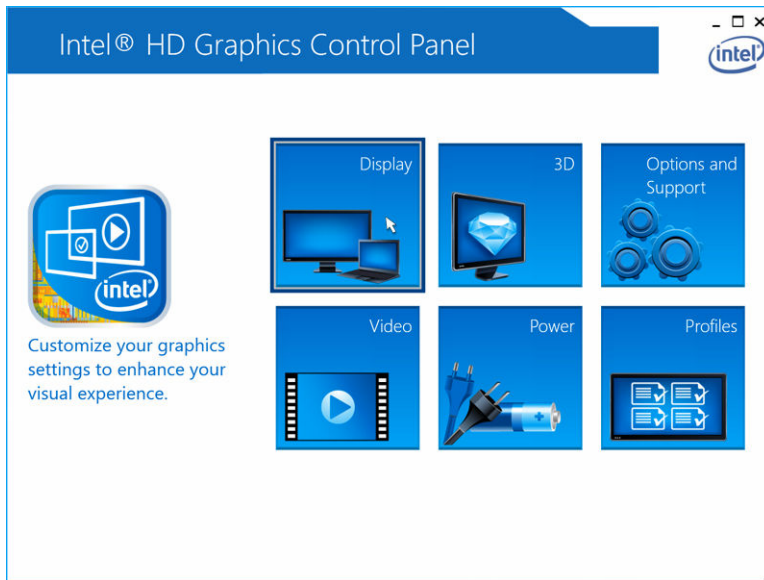 Intel® HD Graphics Control Panel
intel
Display
3D
Options and
Support
intel
Customize your graphics
settings to enhance your
visual experience.
Video
Power
Profiles